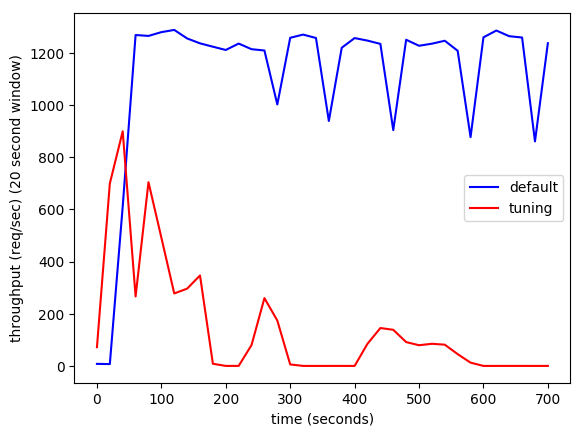 throughput (req/sec) (20 second window)
1200
1000
800
600
400
200
0
default
tuning
0 100 200 300 400 500 600 700
time (seconds)